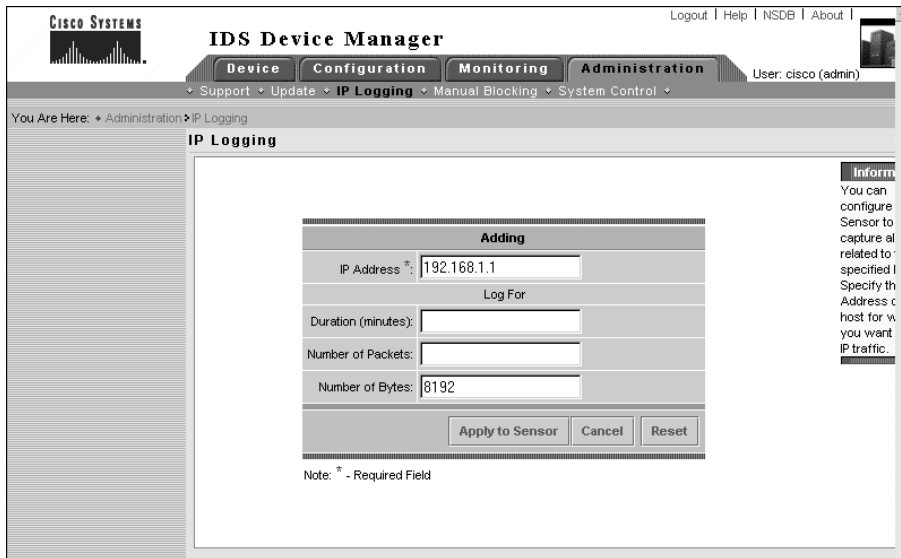 Logout | Help | NSDB | About |
CISCO SYSTEMS
IDS Device Manager
Device Configuration Monitoring Administration
User: cisco (admin)
Support Update IP Logging Manual Blocking System Control
You Are Here: Administration IP Logging
IP Logging
Inform
You can
configure
Sensor to
capture al
related to
specified
Specify th
Address
host for
you want
IP traffic.
Adding
IP Address *: 192.168.1.1
Log For
Duration (minutes):
Number of Packets:
Number of Bytes: 8192
Apply to Sensor Cancel Reset
Note: * - Required Field